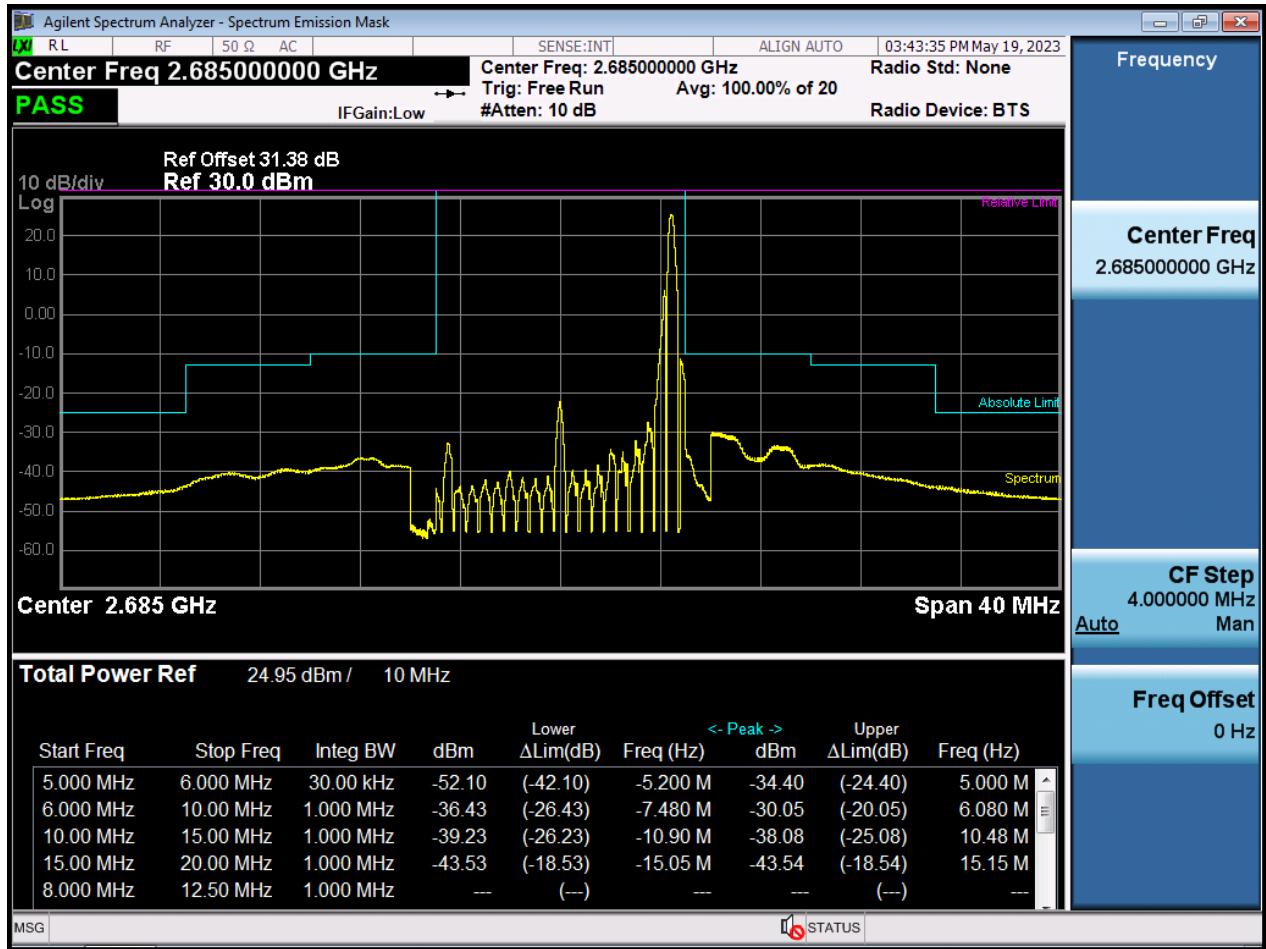 Agilent Spectrum Analyzer - Spectrum Emission Mask
LXI RL RF 50 Ω AC SENSE:INT ALIGN AUTO 03:43:35 PM May 19, 2023
Center Freq 2.685000000 GHz
PASS
IFGain:Low
Center Freq: 2.685000000 GHz
Trig: Free Run Avg: 100.00% of 20
#Atten: 10 dB
Radio Std: None
Radio Device: BTS
Ref Offset 31.38 dB
10 dB/div Ref 30.0 dBm
Log
Relative Limit
20.0
10.0
0.00
-10.0
-20.0
Absolute Limit
-30.0
-40.0
Spectrum
-50.0
-60.0
Center 2.685 GHz Span 40 MHz
Total Power Ref 24.95 dBm / 10 MHz
Lower <- Peak -> Upper
Start Freq Stop Freq Integ BW dBm ΔLim(dB) Freq (Hz) dBm ΔLim(dB) Freq (Hz)
5.000 MHz 6.000 MHz 30.00 kHz -52.10 (-42.10) -5.200 M -34.40 (-24.40) 5.000 M
6.000 MHz 10.00 MHz 1.000 MHz -36.43 (-26.43) -7.480 M -30.05 (-20.05) 6.080 M
10.00 MHz 15.00 MHz 1.000 MHz -39.23 (-26.23) -10.90 M -38.08 (-25.08) 10.48 M
15.00 MHz 20.00 MHz 1.000 MHz -43.53 (-18.53) -15.05 M -43.54 (-18.54) 15.15 M
8.000 MHz 12.50 MHz 1.000 MHz --- (---) --- --- (---) ---
MSG STATUS
Frequency
Center Freq
2.685000000 GHz
CF Step
4.000000 MHz
Auto Man
Freq Offset
0 Hz